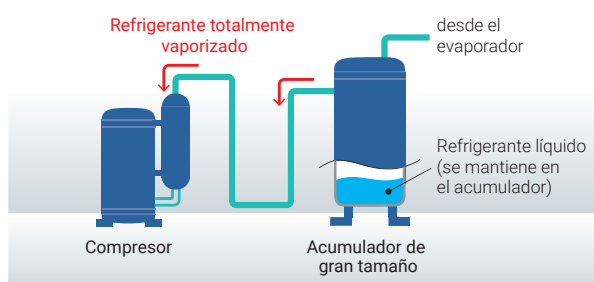 Refrigerante totalmente
vaporizado
desde el
evaporador
Refrigerante líquido
(se mantiene en
el acumulador)
Compresor
Acumulador de
gran tamaño